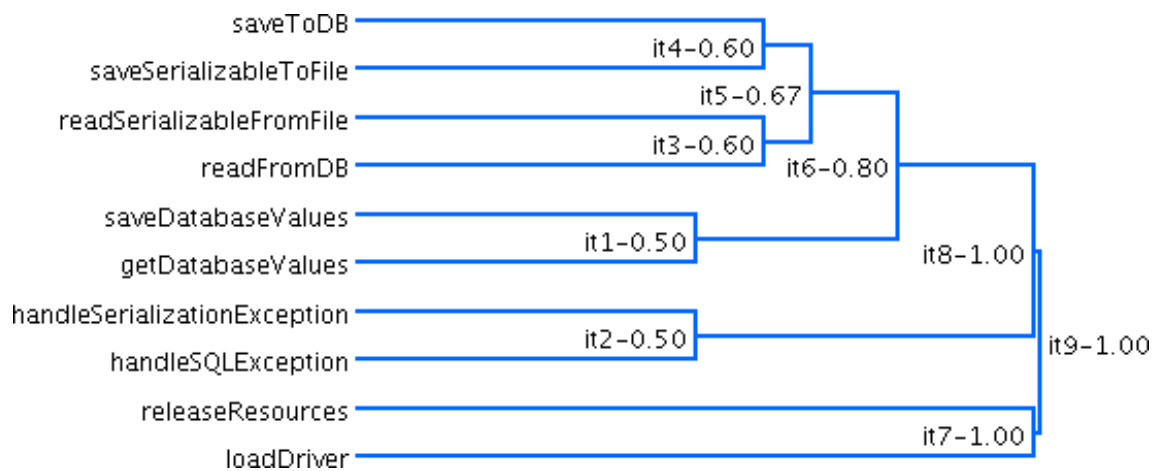 saveToDB
it4-0.60
saveSerializableToFile
it5-0.67
readSerializableFromFile
it3-0.60
readFromDB
it6-0.80
saveDatabaseValues
it1-0.50
getDatabaseValues
it8-1.00
handleSerializationException
it2-0.50
handleSQLException
it9-1.00
releaseResources
it7-1.00
loadDriver